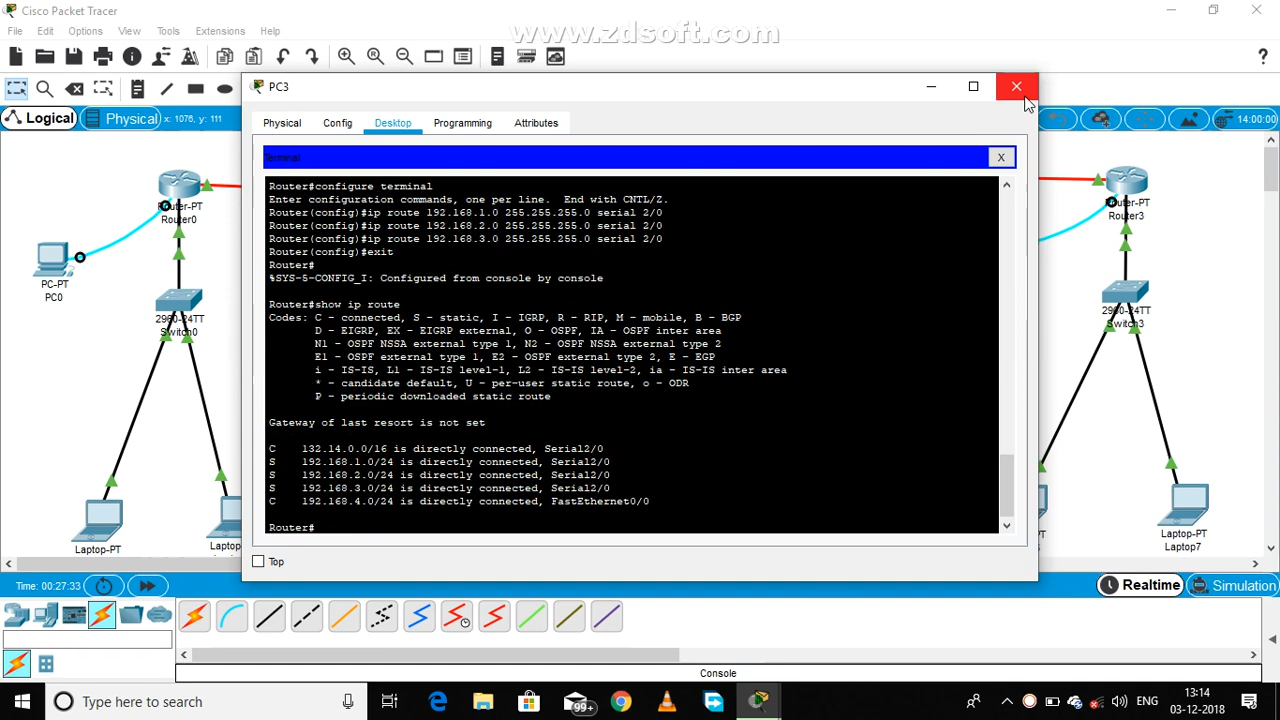 Cisco Packet Tracer
www.zdsoft.com
File Edit Options View Tools Extensions Help
PC3
Logical Physical x: 1076, y: 111
14:00:00
Physical Config Desktop Programming Attributes
Terminal
X
Router#configure terminal
Enter configuration commands, one per line. End with CNTL/Z.
Router(config)#ip route 192.168.1.0 255.255.255.0 serial 2/0
Router(config)#ip route 192.168.2.0 255.255.255.0 serial 2/0
Router(config)#ip route 192.168.3.0 255.255.255.0 serial 2/0
Router(config)#exit
Router#
%SYS-5-CONFIG_I: Configured from console by console
Router#show ip route
Codes: C - connected, S - static, I - IGRP, R - RIP, M - mobile, B - BGP
D - EIGRP, EX - EIGRP external, O - OSPF, IA - OSPF inter area
N1 - OSPF NSSA external type 1, N2 - OSPF NSSA external type 2
E1 - OSPF external type 1, E2 - OSPF external type 2, E - EGP
i - IS-IS, L1 - IS-IS level-1, L2 - IS-IS level-2, ia - IS-IS inter area
* - candidate default, U - per-user static route, o - ODR
P - periodic downloaded static route
Gateway of last resort is not set
C 132.14.0.0/16 is directly connected, Serial2/0
S 192.168.1.0/24 is directly connected, Serial2/0
S 192.168.2.0/24 is directly connected, Serial2/0
S 192.168.3.0/24 is directly connected, Serial2/0
C 192.168.4.0/24 is directly connected, FastEthernet0/0
Router#
Top
Router-PT
Router0
PC-PT
PC0
2960-24TT
Switch0
Laptop-PT
Laptop
Router-PT
Router3
2960-24TT
Switch3
Laptop-PT
Laptop7
Time: 00:27:33
Realtime Simulation
Console
Type here to search
99+
ENG
13:14
03-12-2018